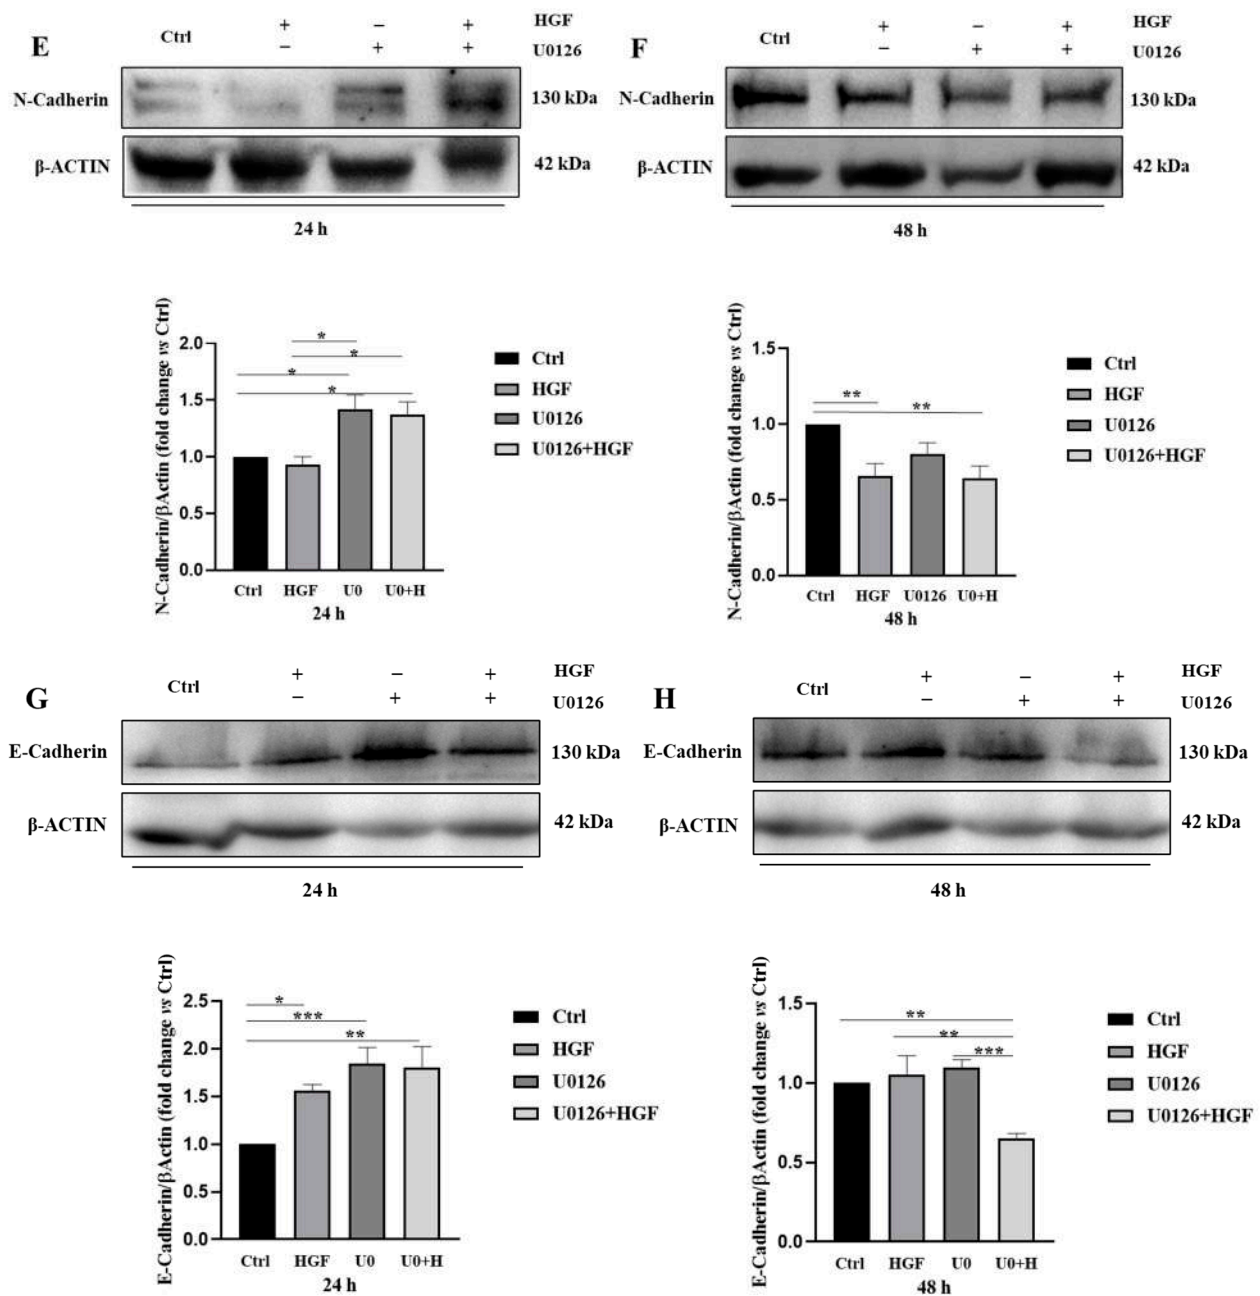 E
Ctrl
+ – + HGF
– + + U0126
N-Cadherin
130 kDa
β-ACTIN
42 kDa
24 h
F
Ctrl
+ – + HGF
– + + U0126
N-Cadherin
130 kDa
β-ACTIN
42 kDa
48 h
N-Cadherin/βActin (fold change vs Ctrl)
2.0
1.5
1.0
0.5
0.0
*
*
*
*
Ctrl HGF U0 U0+H
24 h
Ctrl
HGF
U0126
U0126+HGF
N-Cadherin/βActin (fold change vs Ctrl)
1.5
1.0
0.5
0.0
**
**
Ctrl HGF U0126 U0+H
48 h
Ctrl
HGF
U0126
U0126+HGF
G
Ctrl
+ – + HGF
– + + U0126
E-Cadherin
130 kDa
β-ACTIN
42 kDa
24 h
H
Ctrl
+ – + HGF
– + + U0126
E-Cadherin
130 kDa
β-ACTIN
42 kDa
48 h
E-Cadherin/βActin (fold change vs Ctrl)
2.5
2.0
1.5
1.0
0.5
0.0
*
***
**
Ctrl HGF U0 U0+H
24 h
Ctrl
HGF
U0126
U0126+HGF
E-Cadherin/βActin (fold change vs Ctrl)
1.5
1.0
0.5
0.0
**
**
***
Ctrl HGF U0 U0+H
48 h
Ctrl
HGF
U0126
U0126+HGF